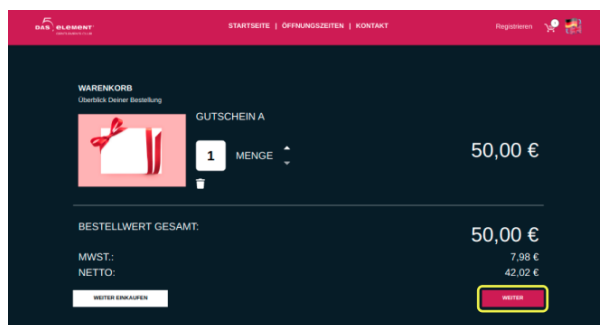 DAS 5 ELEMENT
STARTSEITE | ÖFFNUNGSZEITEN | KONTAKT
Registrieren
WARENKORB
Überblick Deiner Bestellung
GUTSCHEIN A
1 MENGE
50,00 €
BESTELLWERT GESAMT:
50,00 €
MWST.:
7,98 €
NETTO:
42,02 €
WEITER EINKAUFEN
WEITER